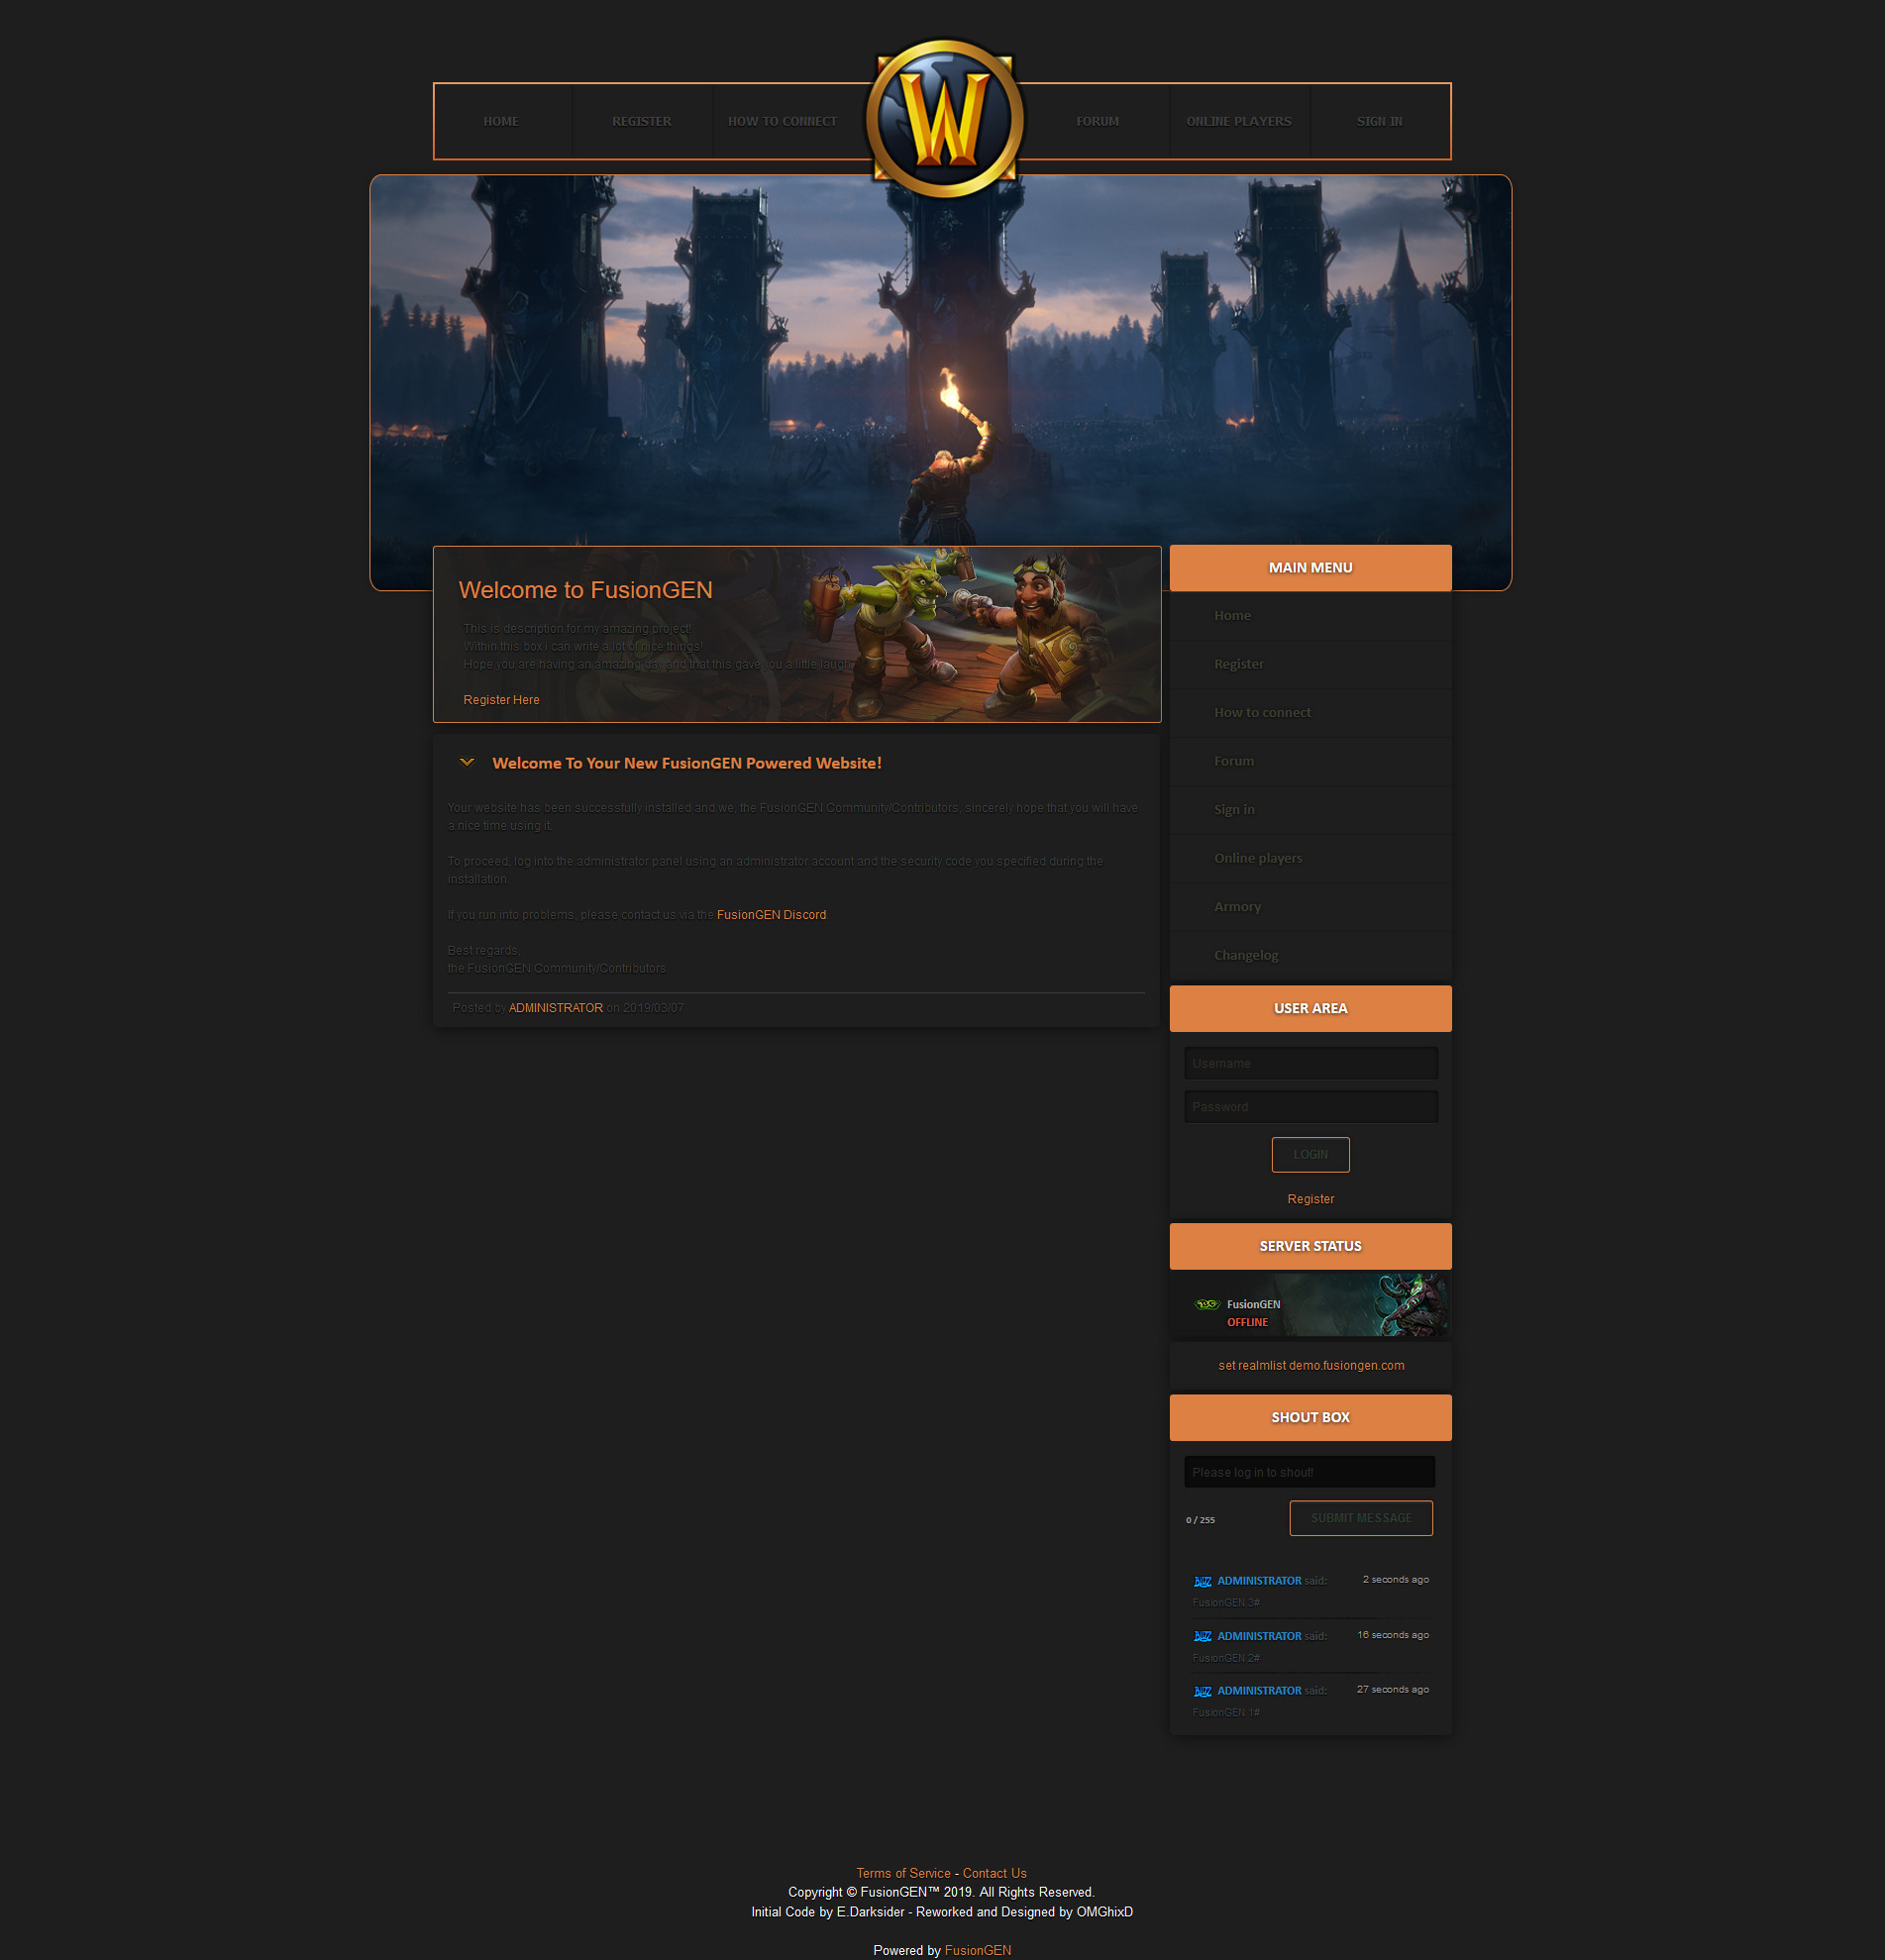 HOME REGISTER HOW TO CONNECT W FORUM ONLINE PLAYERS SIGN IN
Welcome to FusionGEN
This is description for my amazing project!
Within this box i can write a lot of nice things!
Hope you are having an amazing day and that this gave you a little laugh
Register Here
Welcome To Your New FusionGEN Powered Website!
Your website has been successfully installed and we, the FusionGEN Community/Contributors, sincerely hope that you will have
a nice time using it.
To proceed, log into the administrator panel using an administrator account and the security code you specified during the
installation.
If you run into problems, please contact us via the FusionGEN Discord.
Best regards,
the FusionGEN Community/Contributors
Posted by ADMINISTRATOR on 2019/03/07
MAIN MENU
Home
Register
How to connect
Forum
Sign in
Online players
Armory
Changelog
USER AREA
Username
Password
LOGIN
Register
SERVER STATUS
FusionGEN
OFFLINE
set realmlist demo.fusiongen.com
SHOUT BOX
Please log in to shout!
0 / 255 SUBMIT MESSAGE
ADMINISTRATOR said: 2 seconds ago
FusionGEN 3#
ADMINISTRATOR said: 16 seconds ago
FusionGEN 2#
ADMINISTRATOR said: 27 seconds ago
FusionGEN 1#
Terms of Service - Contact Us
Copyright © FusionGEN™ 2019. All Rights Reserved.
Initial Code by E.Darksider - Reworked and Designed by OMGhixD
Powered by FusionGEN